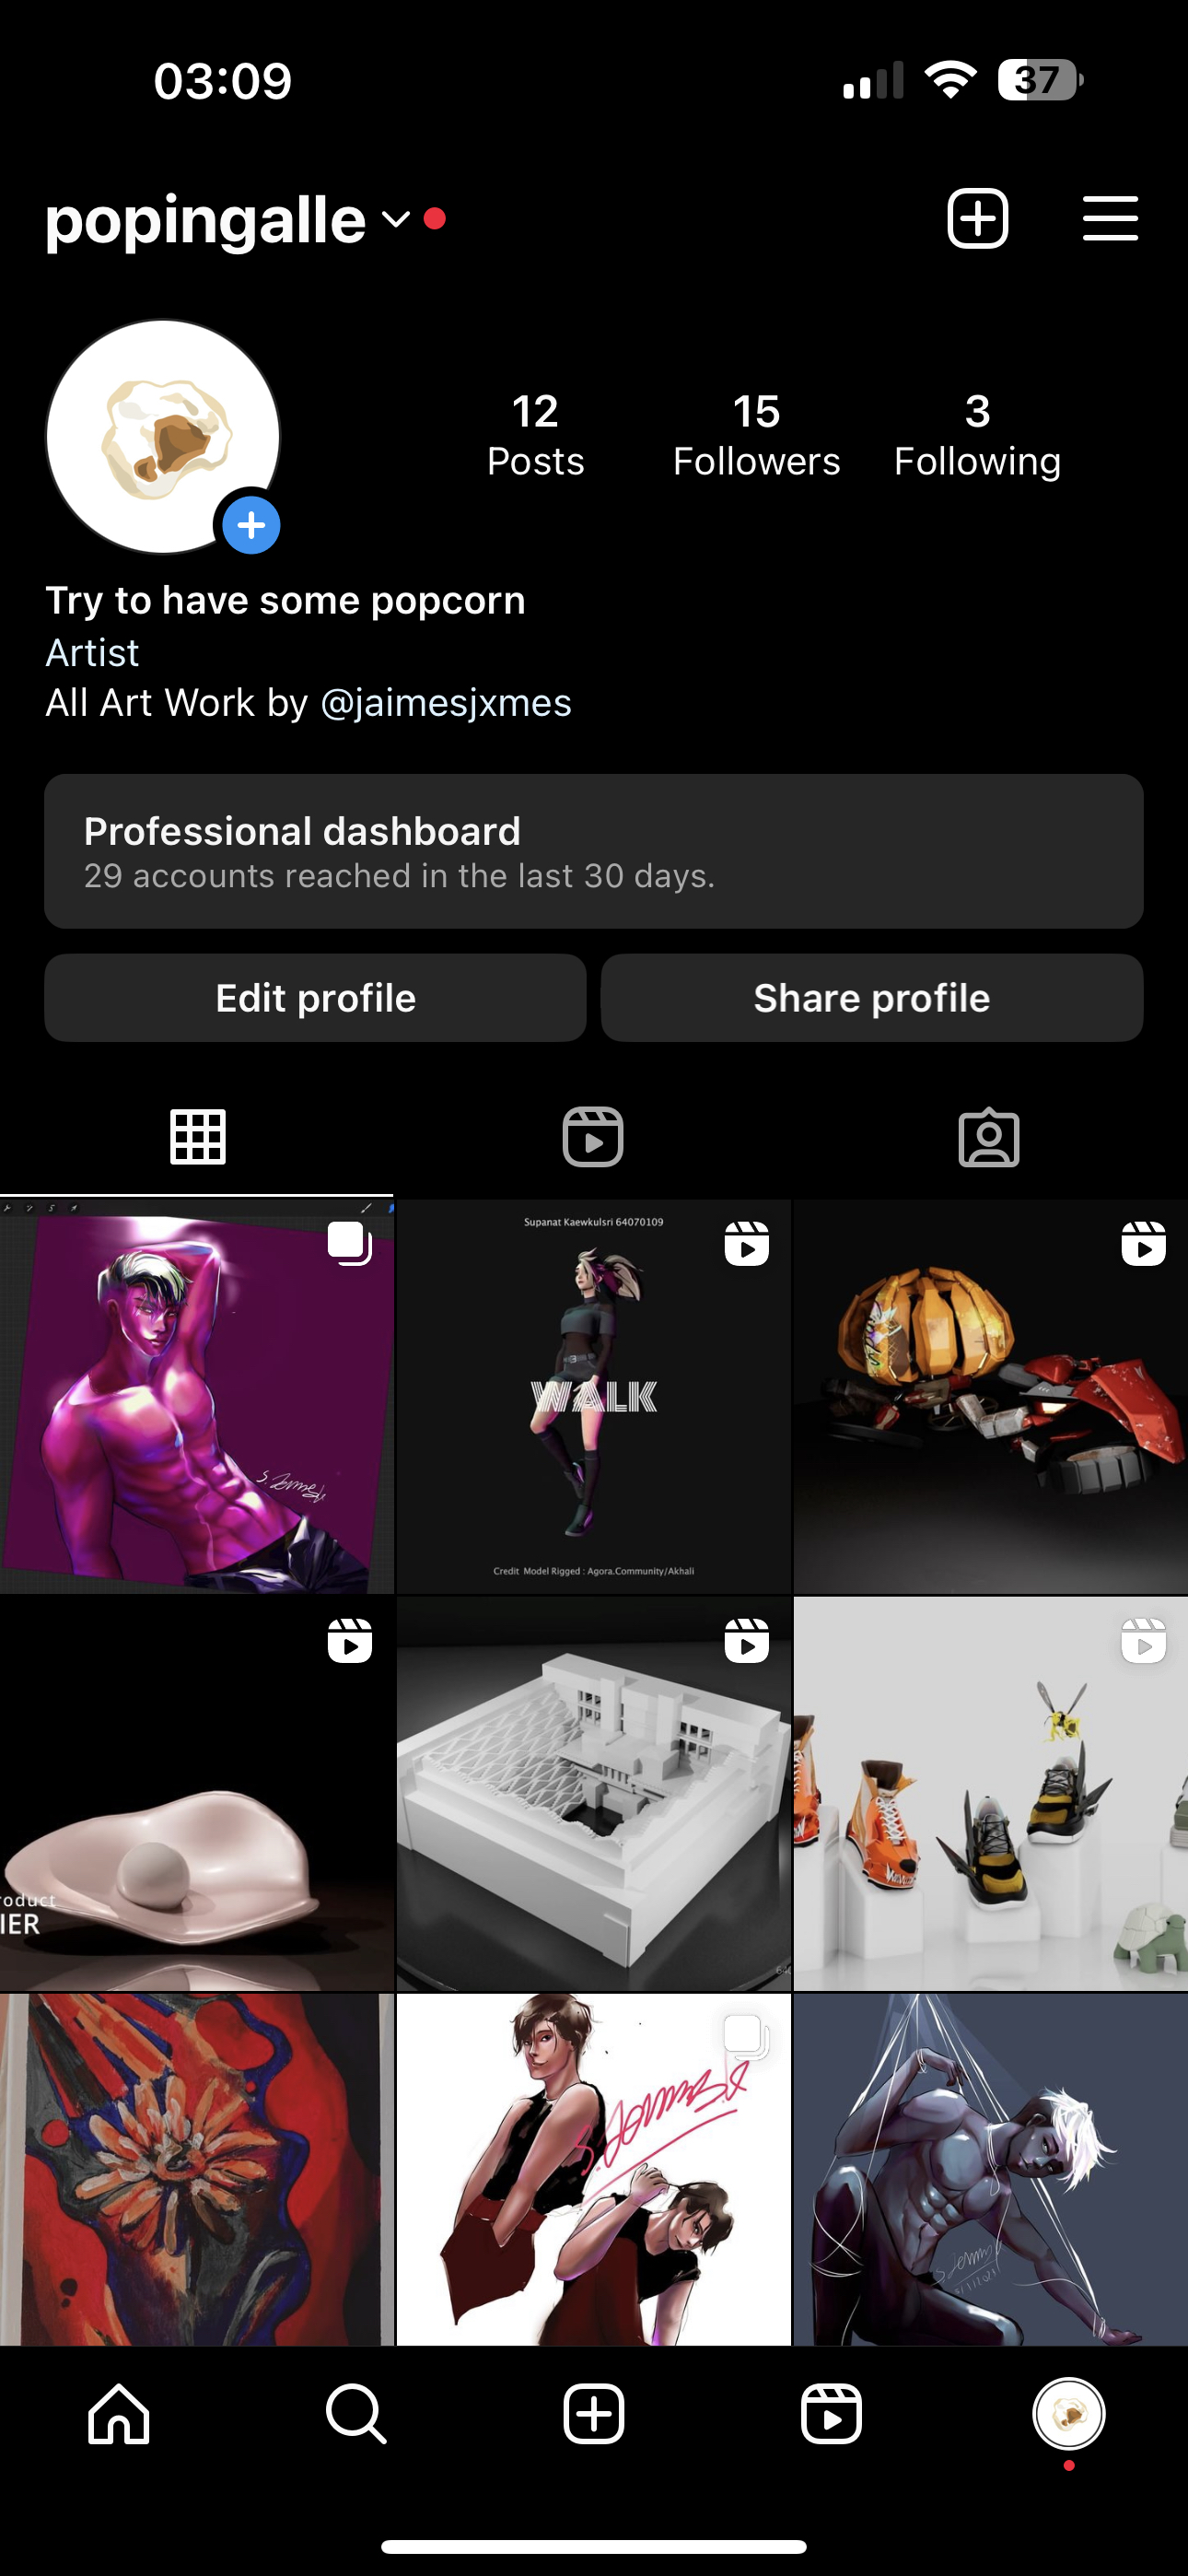 03:09
37
popingalle
12
Posts
15
Followers
3
Following
Try to have some popcorn
Artist
All Art Work by @jaimesjxmes
Professional dashboard
29 accounts reached in the last 30 days.
Edit profile
Share profile
Supanat Kaewkulsri 64070109
WALK
Credit Model Rigged : Agora.Community/Akhali
roduct
IER